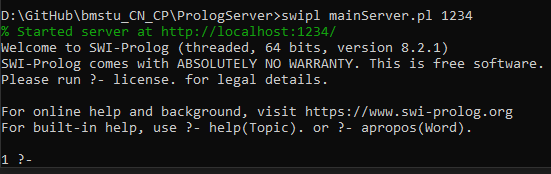 D:\GitHub\bmstu_CN_CP\PrologServer>swipl mainServer.pl 1234
% Started server at http://localhost:1234/
Welcome to SWI-Prolog (threaded, 64 bits, version 8.2.1)
SWI-Prolog comes with ABSOLUTELY NO WARRANTY. This is free software.
Please run ?- license. for legal details.
For online help and background, visit https://www.swi-prolog.org
For built-in help, use ?- help(Topic). or ?- apropos(Word).
1 ?-